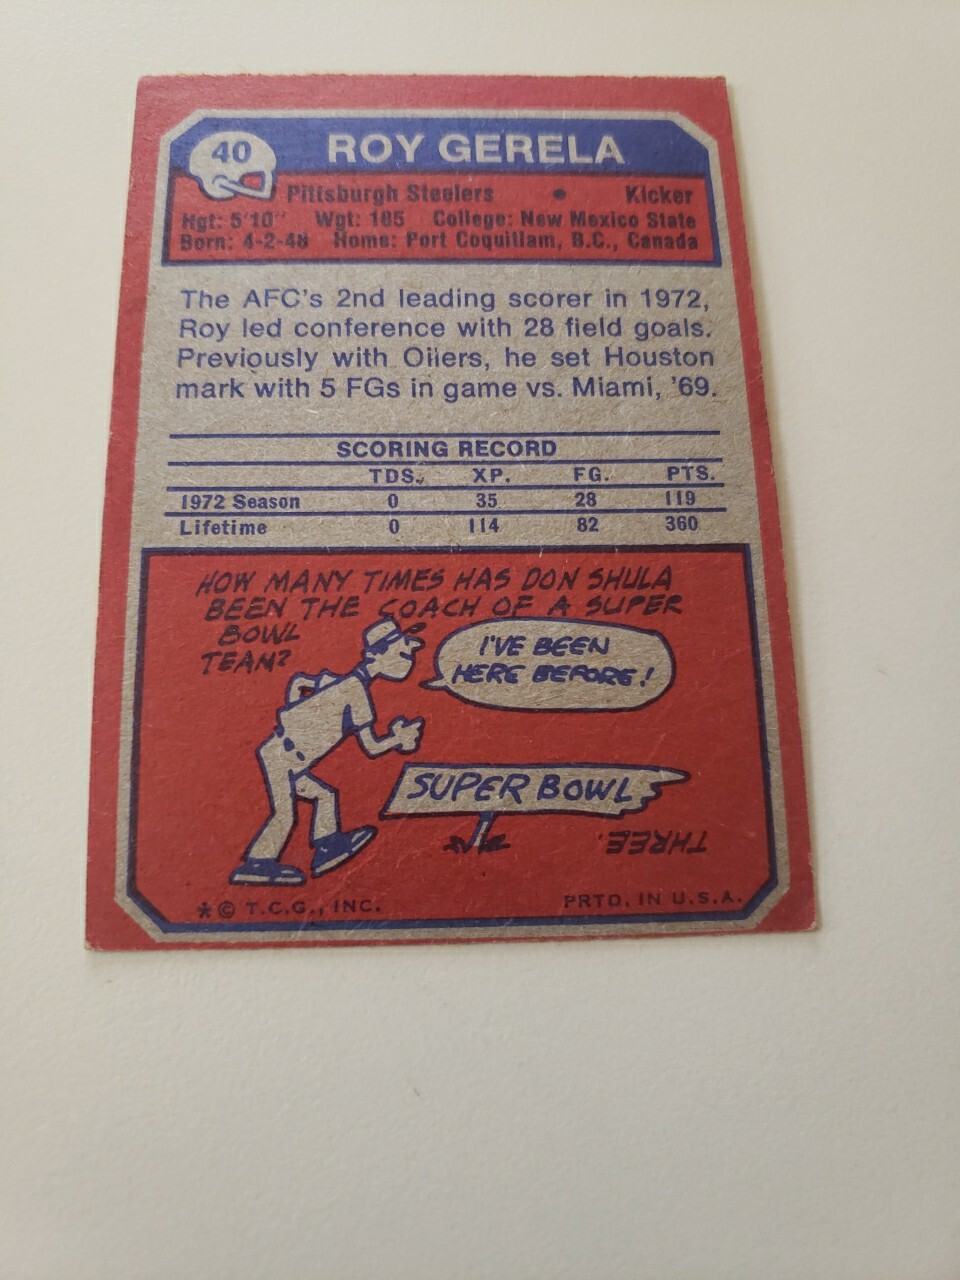 40 ROY GERELA
Pittsburgh Steelers • Kicker
Hgt: 5'10" Wgt: 185 College: New Mexico State
Born: 4-2-48 Home: Port Coquitlam, B.C., Canada
The AFC's 2nd leading scorer in 1972,
Roy led conference with 28 field goals.
Previously with Oilers, he set Houston
mark with 5 FGs in game vs. Miami, '69.
SCORING RECORD
TDS. XP. FG. PTS.
1972 Season 0 35 28 119
Lifetime 0 114 82 360
HOW MANY TIMES HAS DON SHULA
BEEN THE COACH OF A SUPER
BOWL
TEAM?
I'VE BEEN
HERE BEFORE!
SUPER BOWL
THREE.
* © T.C.G., INC. PRTD. IN U.S.A.